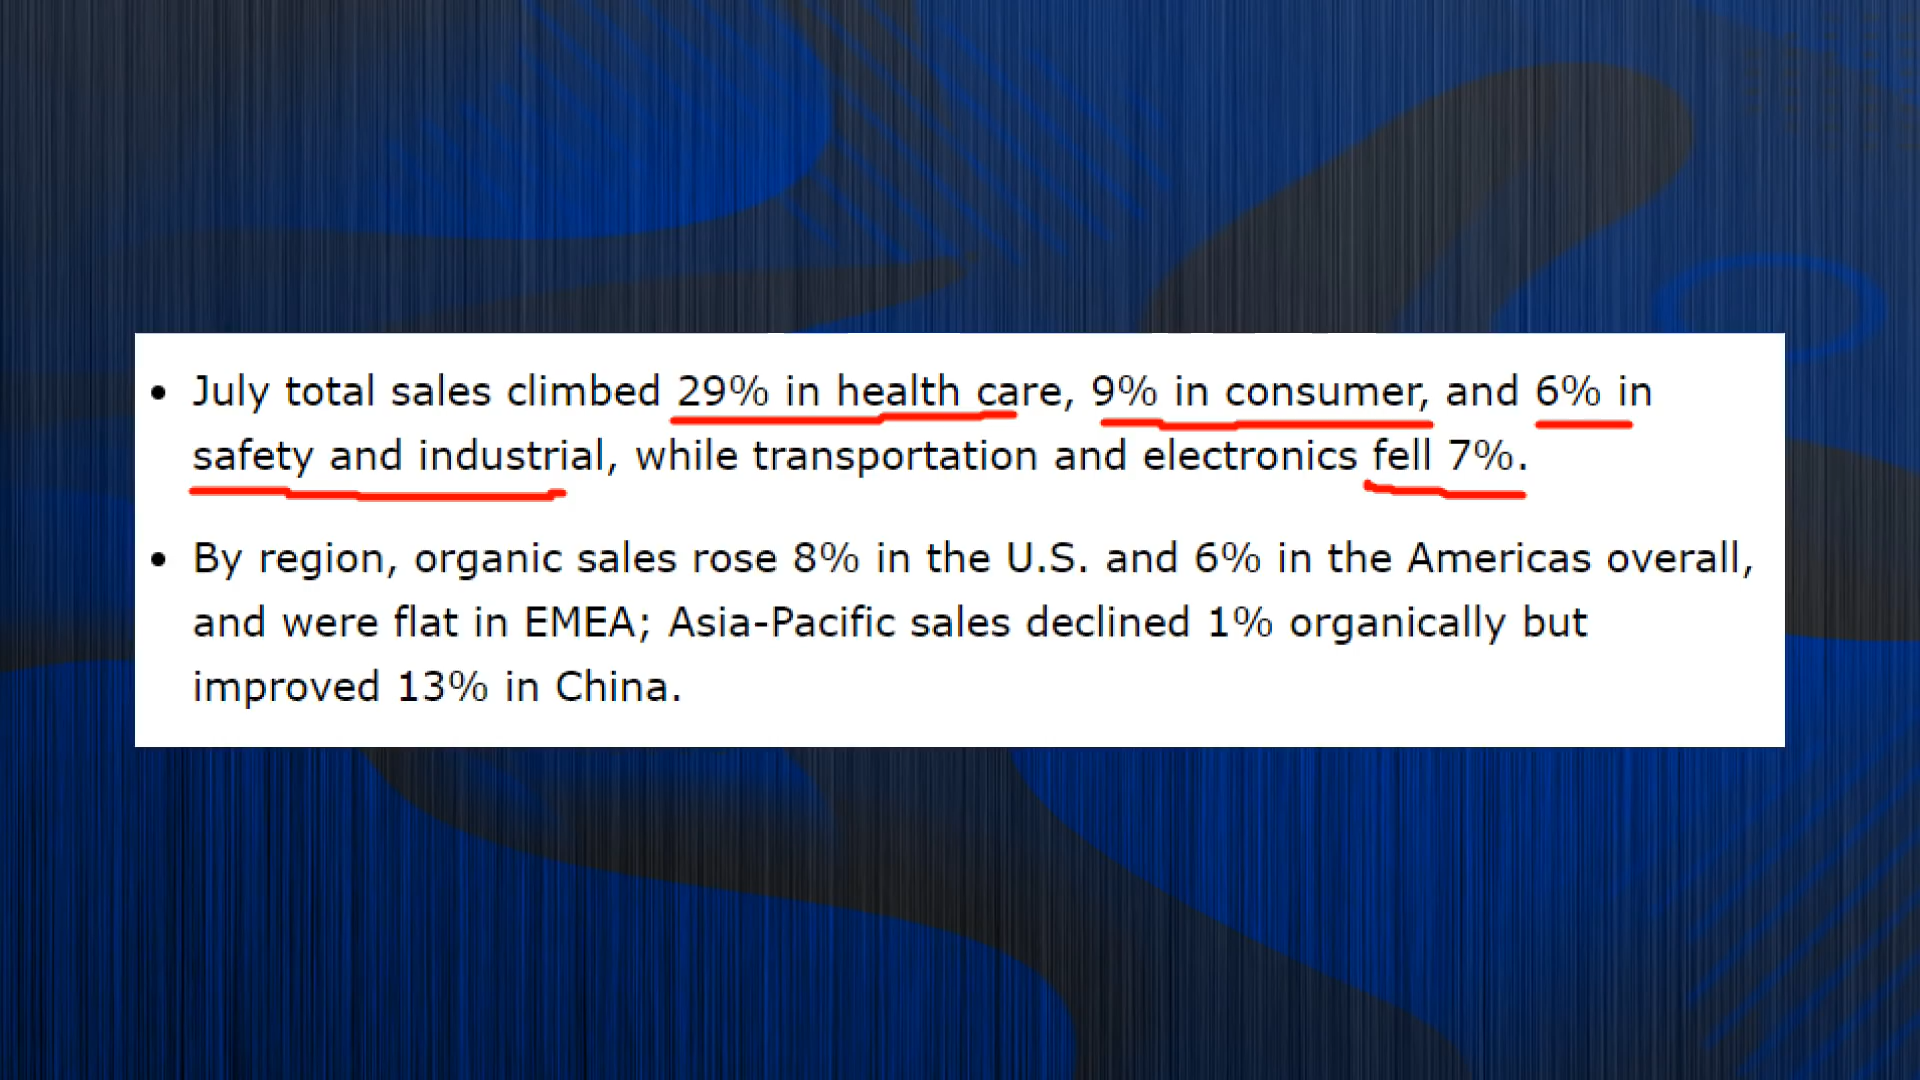 • July total sales climbed 29% in health care, 9% in consumer, and 6% in
safety and industrial, while transportation and electronics fell 7%.
• By region, organic sales rose 8% in the U.S. and 6% in the Americas overall,
and were flat in EMEA; Asia-Pacific sales declined 1% organically but
improved 13% in China.